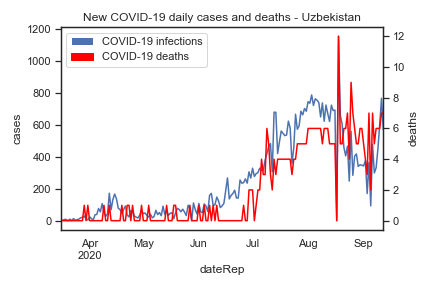 New COVID-19 daily cases and deaths - Uzbekistan
COVID-19 infections
COVID-19 deaths
1200
1000
800
600
400
200
0
cases
12
10
8
6
4
2
0
deaths
Apr May Jun Jul Aug Sep
2020
dateRep